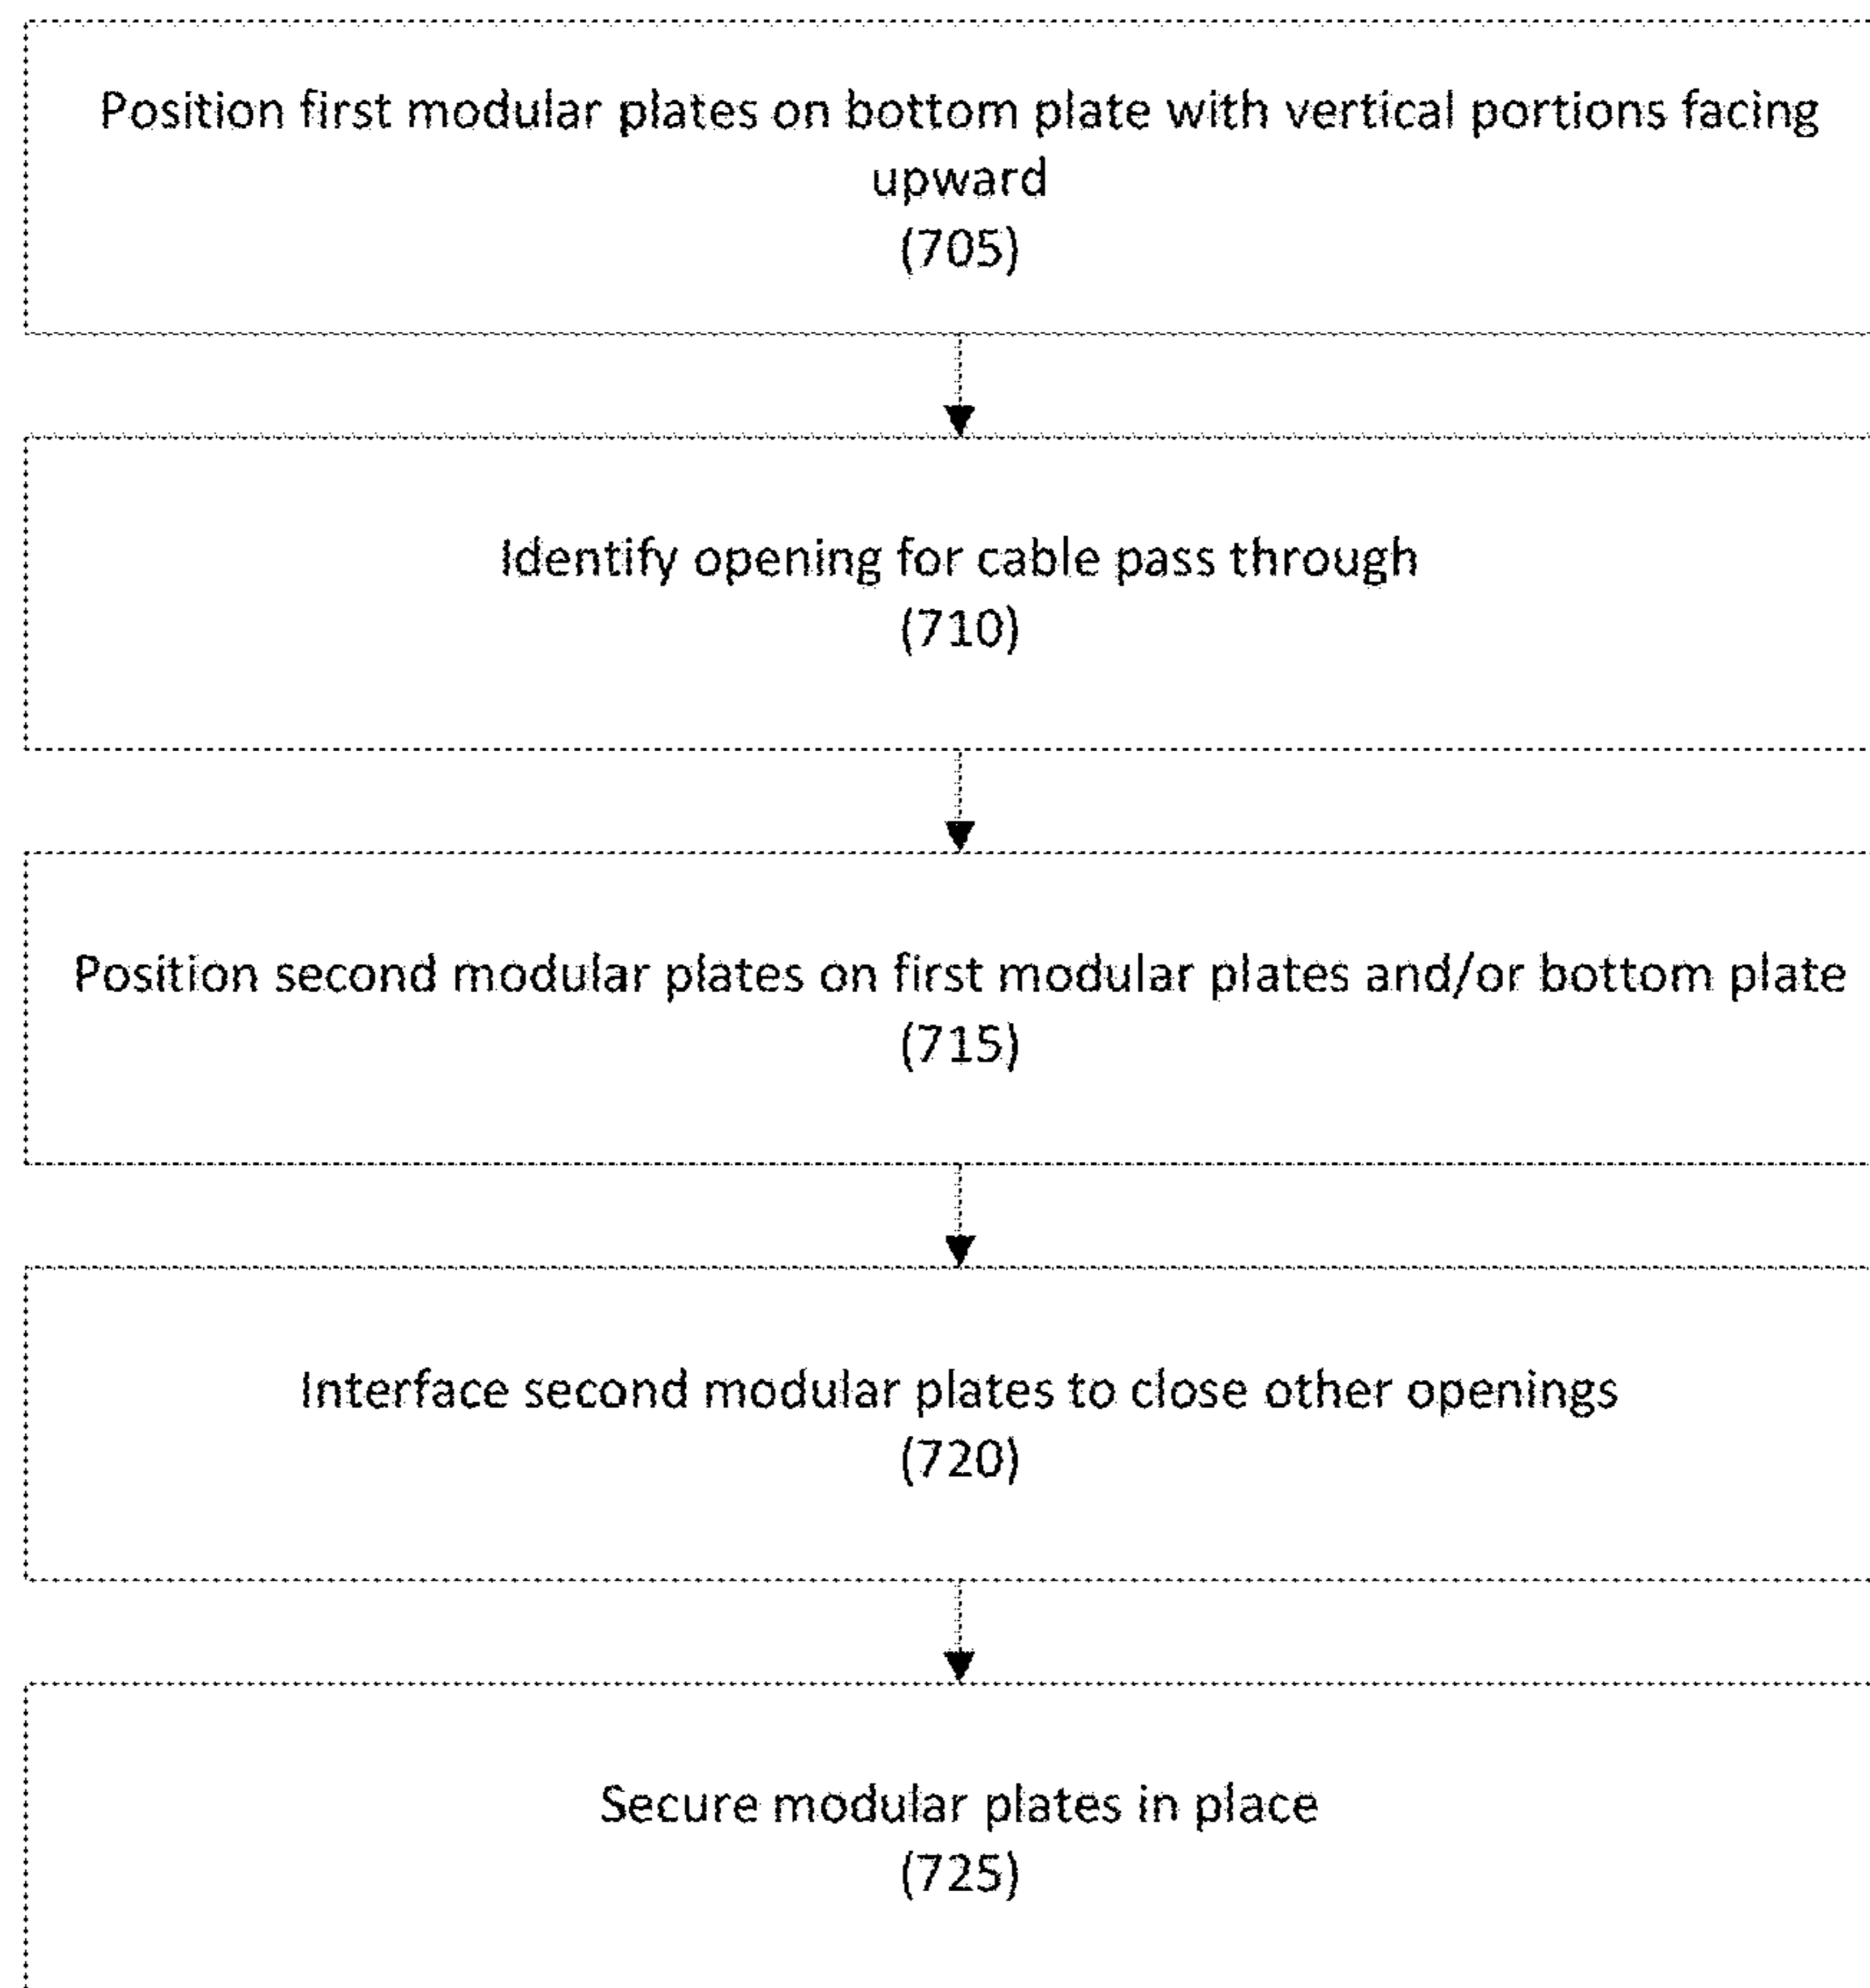 Position first modular plates on bottom plate with vertical portions facing
upward
(705)
Identify opening for cable pass through
(710)
Position second modular plates on first modular plates and/or bottom plate
(715)
Interface second modular plates to close other openings
(720)
Secure modular plates in place
(725)